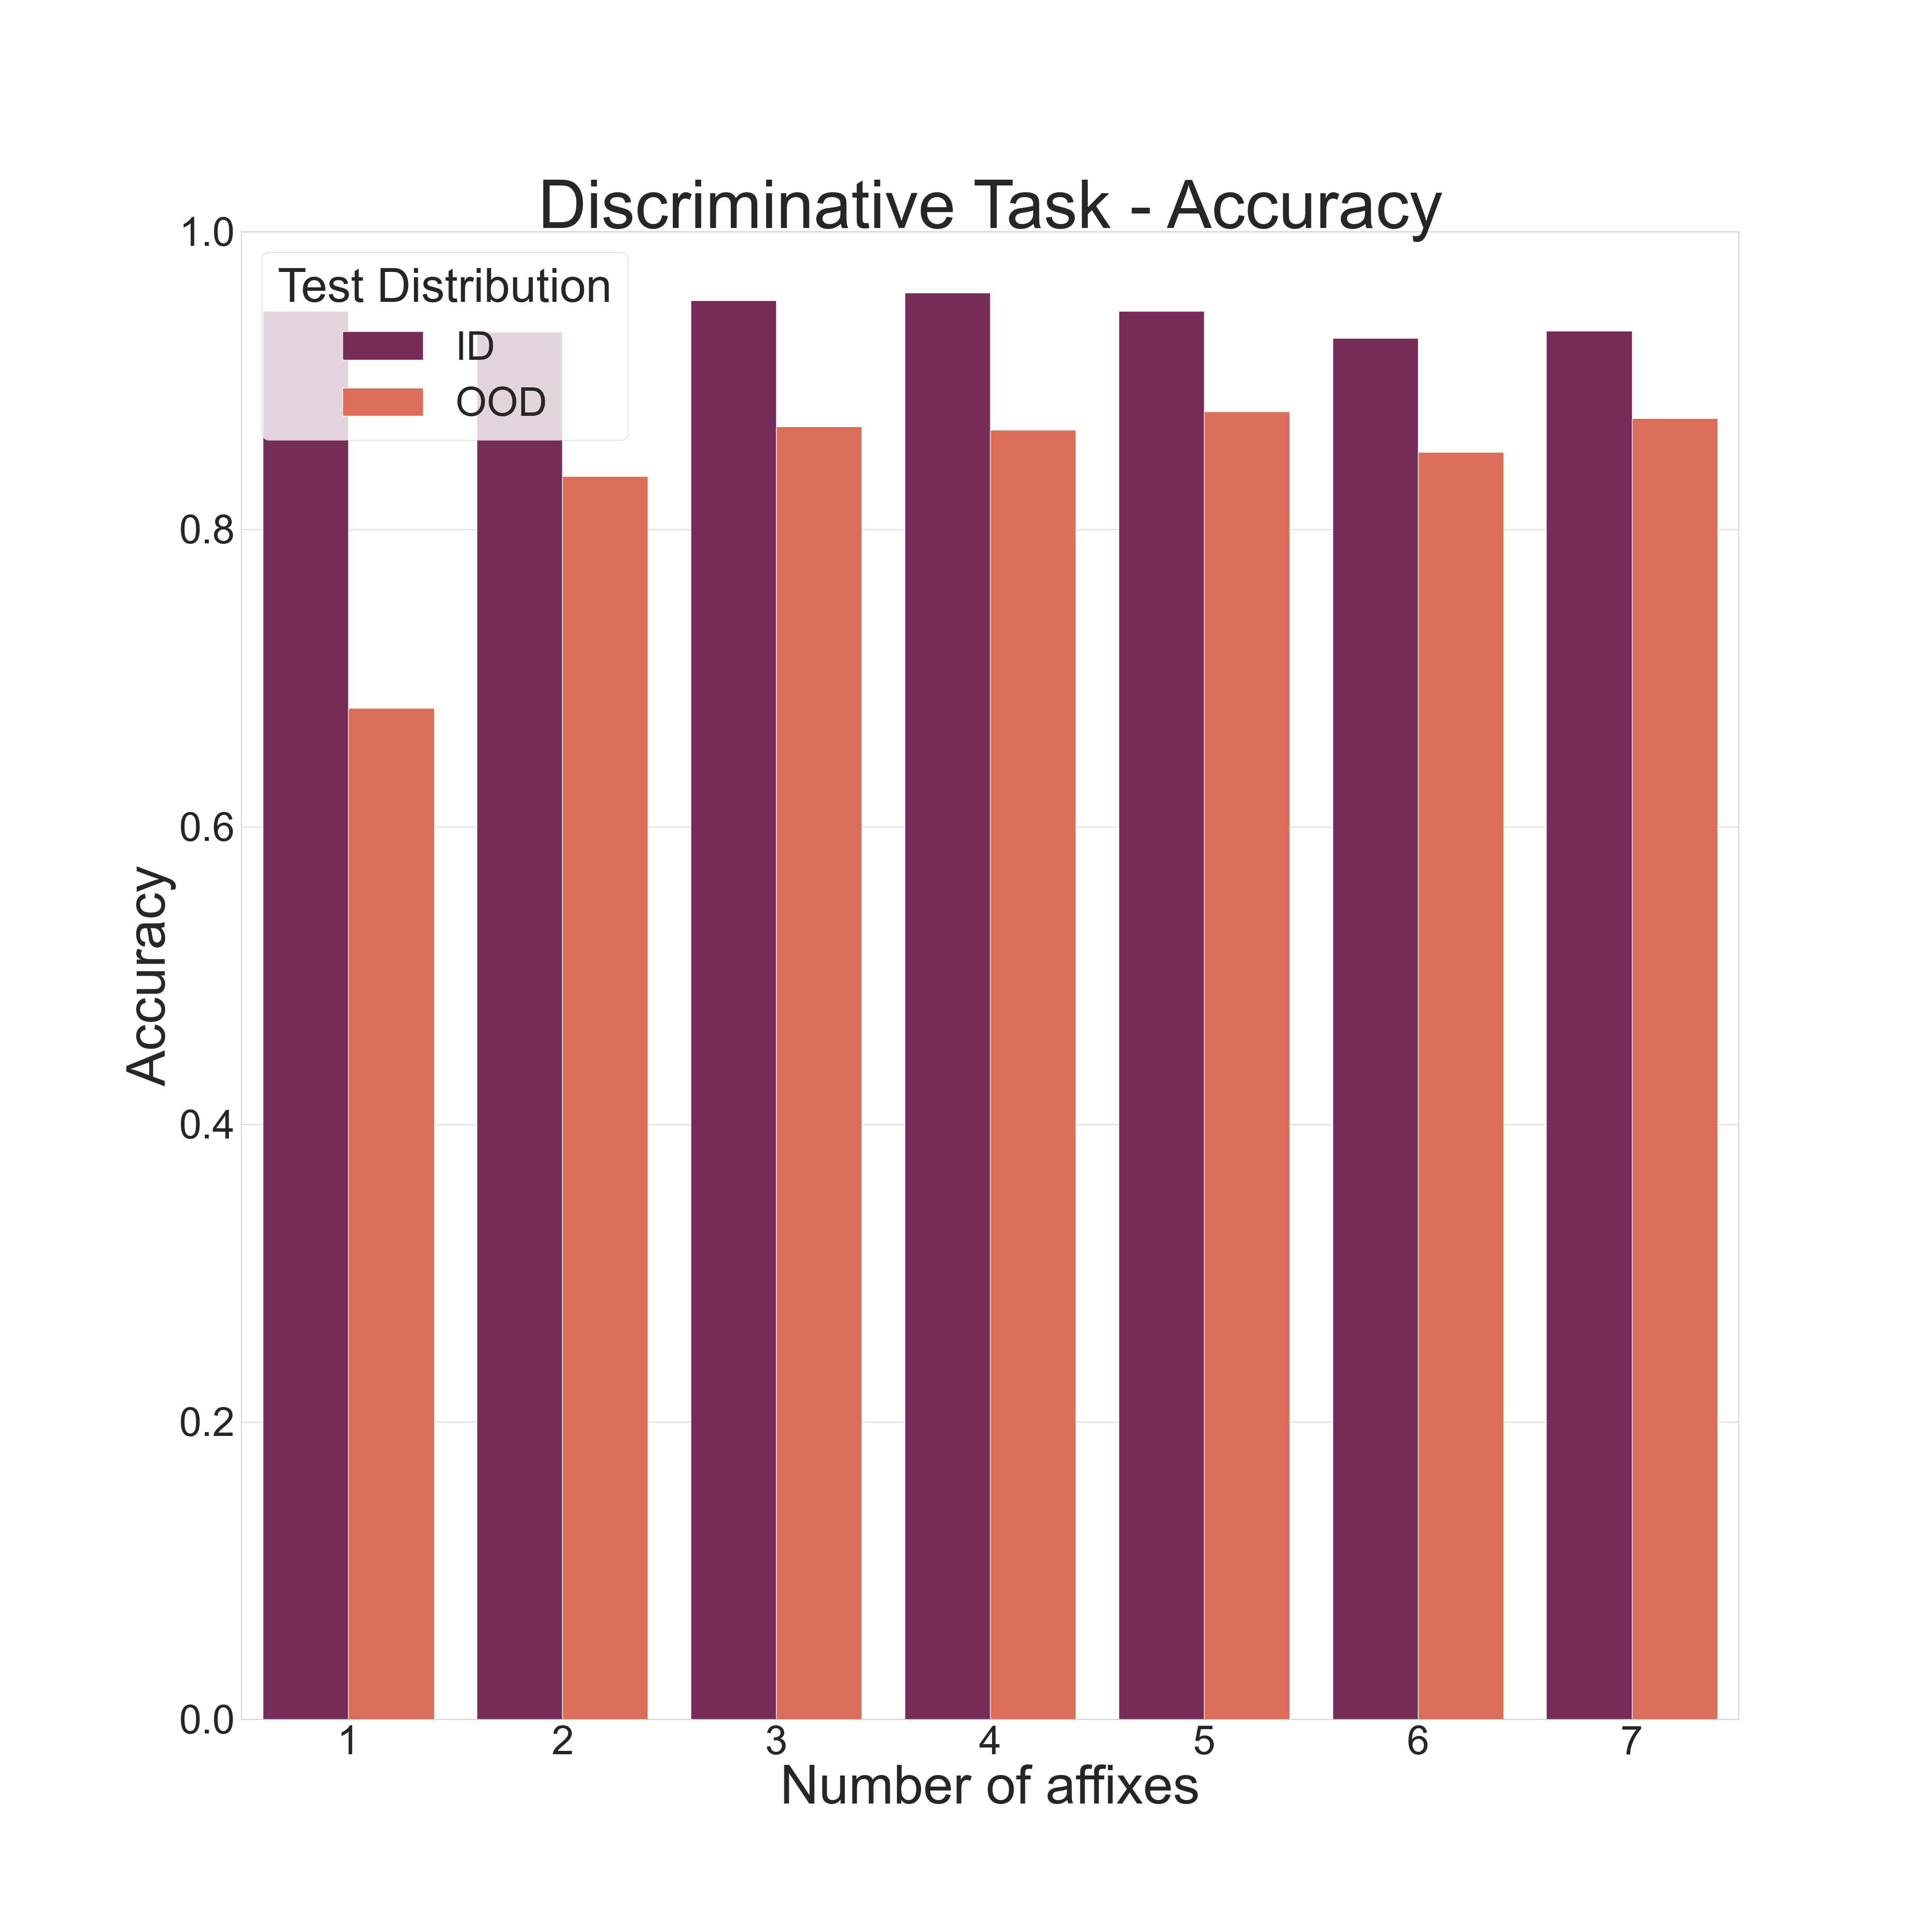 Discriminative Task - Accuracy
Test Distribution
ID
OOD
1.0
0.8
0.6
0.4
0.2
0.0
Accuracy
1 2 3 4 5 6 7
Number of affixes